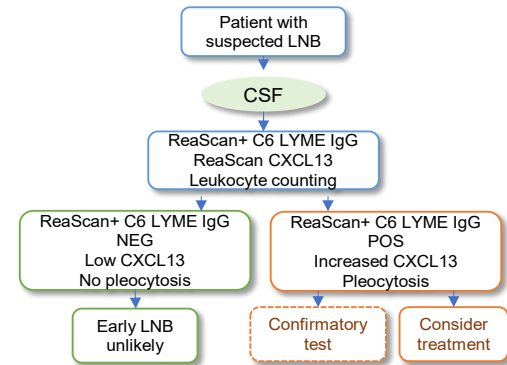 Patient with
suspected LNB
CSF
ReaScan+ C6 LYME IgG
ReaScan CXCL13
Leukocyte counting
ReaScan+ C6 LYME IgG
NEG
Low CXCL13
No pleocytosis
ReaScan+ C6 LYME IgG
POS
Increased CXCL13
Pleocytosis
Early LNB
unlikely
Confirmatory
test
Consider
treatment